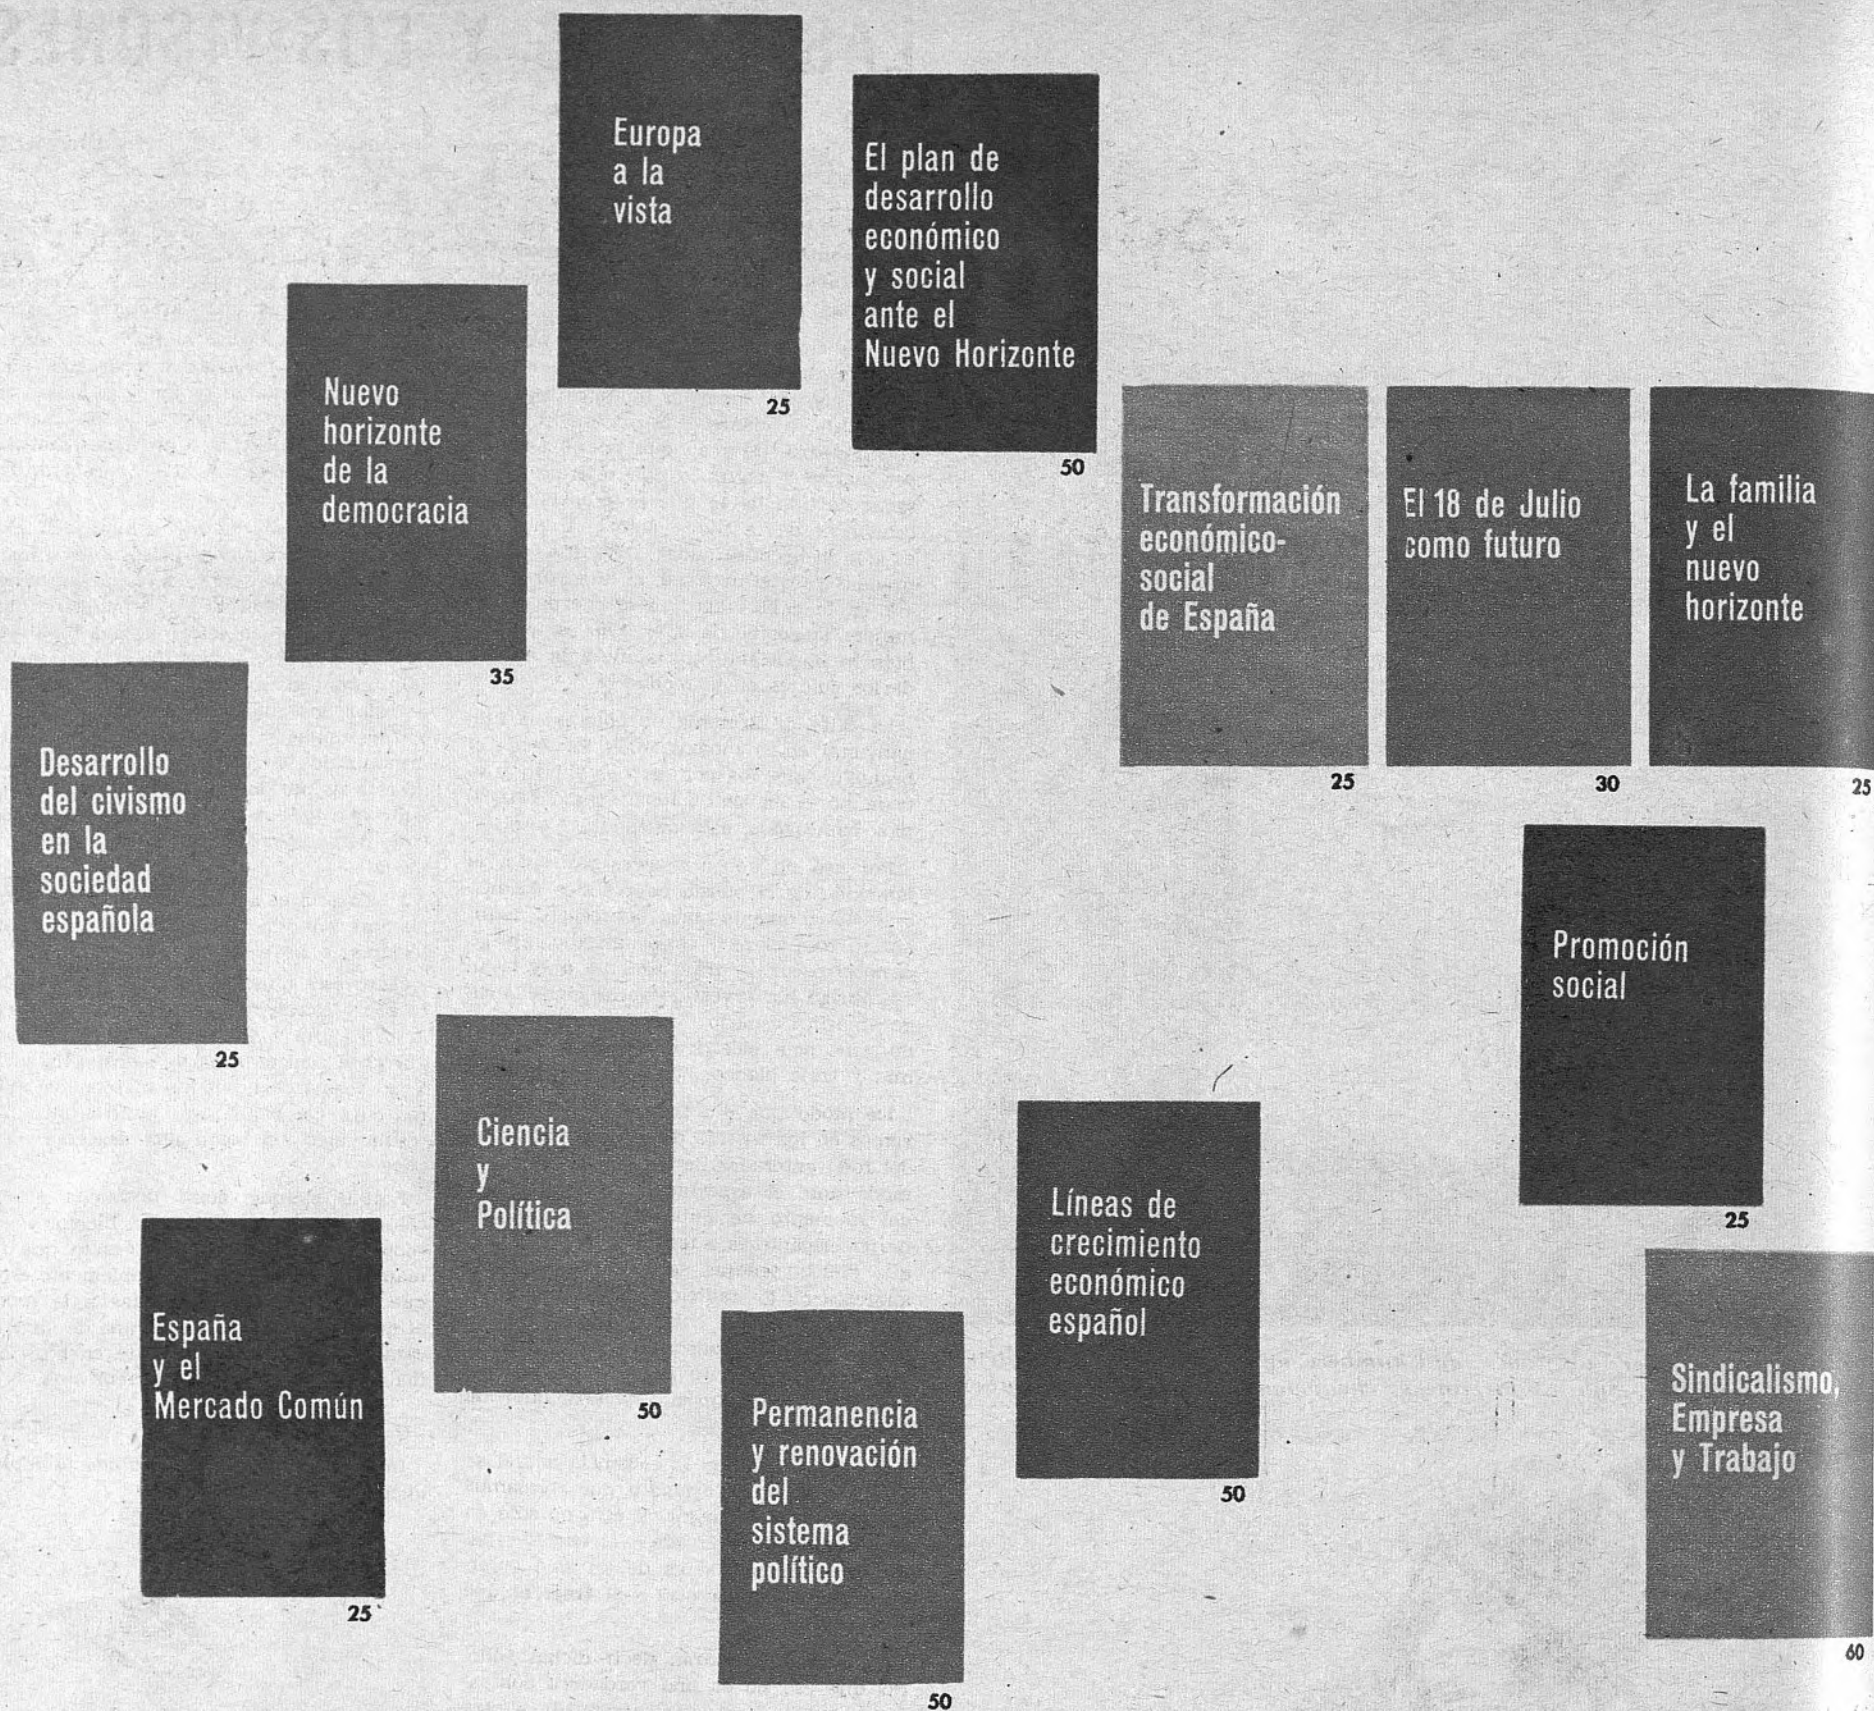 Europa
a la
vista
25
El plan de
desarrollo
económico
y social
ante el
Nuevo Horizonte
50
Nuevo
horizonte
de la
democracia
35
Transformación
económico-
social
de España
25
El 18 de Julio
como futuro
30
La familia
y el
nuevo
horizonte
25
Desarrollo
del civismo
en la
sociedad
española
25
Promoción
social
25
Ciencia
y
Política
50
Líneas de
crecimiento
económico
español
50
España
y el
Mercado Común
25
Permanencia
y renovación
del
sistema
político
50
Sindicalismo,
Empresa
y Trabajo
60